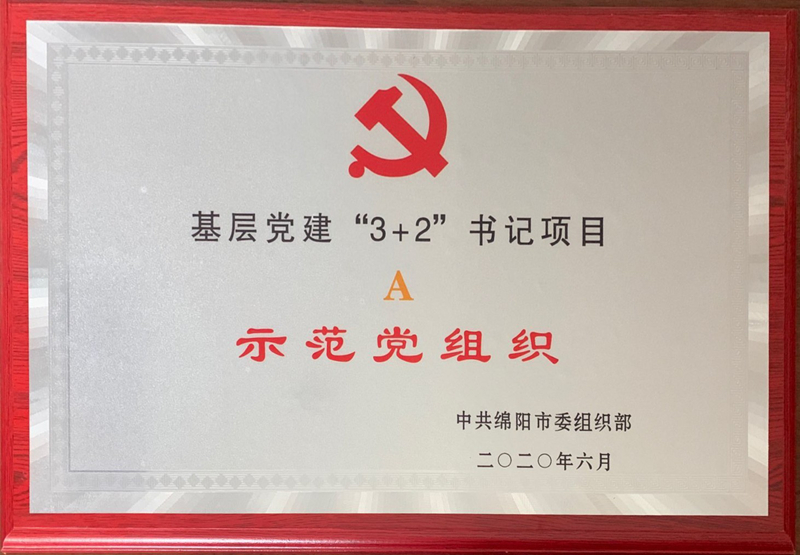 基层党建“3+2”书记项目
A
示范党组织
中共绵阳市委组织部
二〇二〇年六月